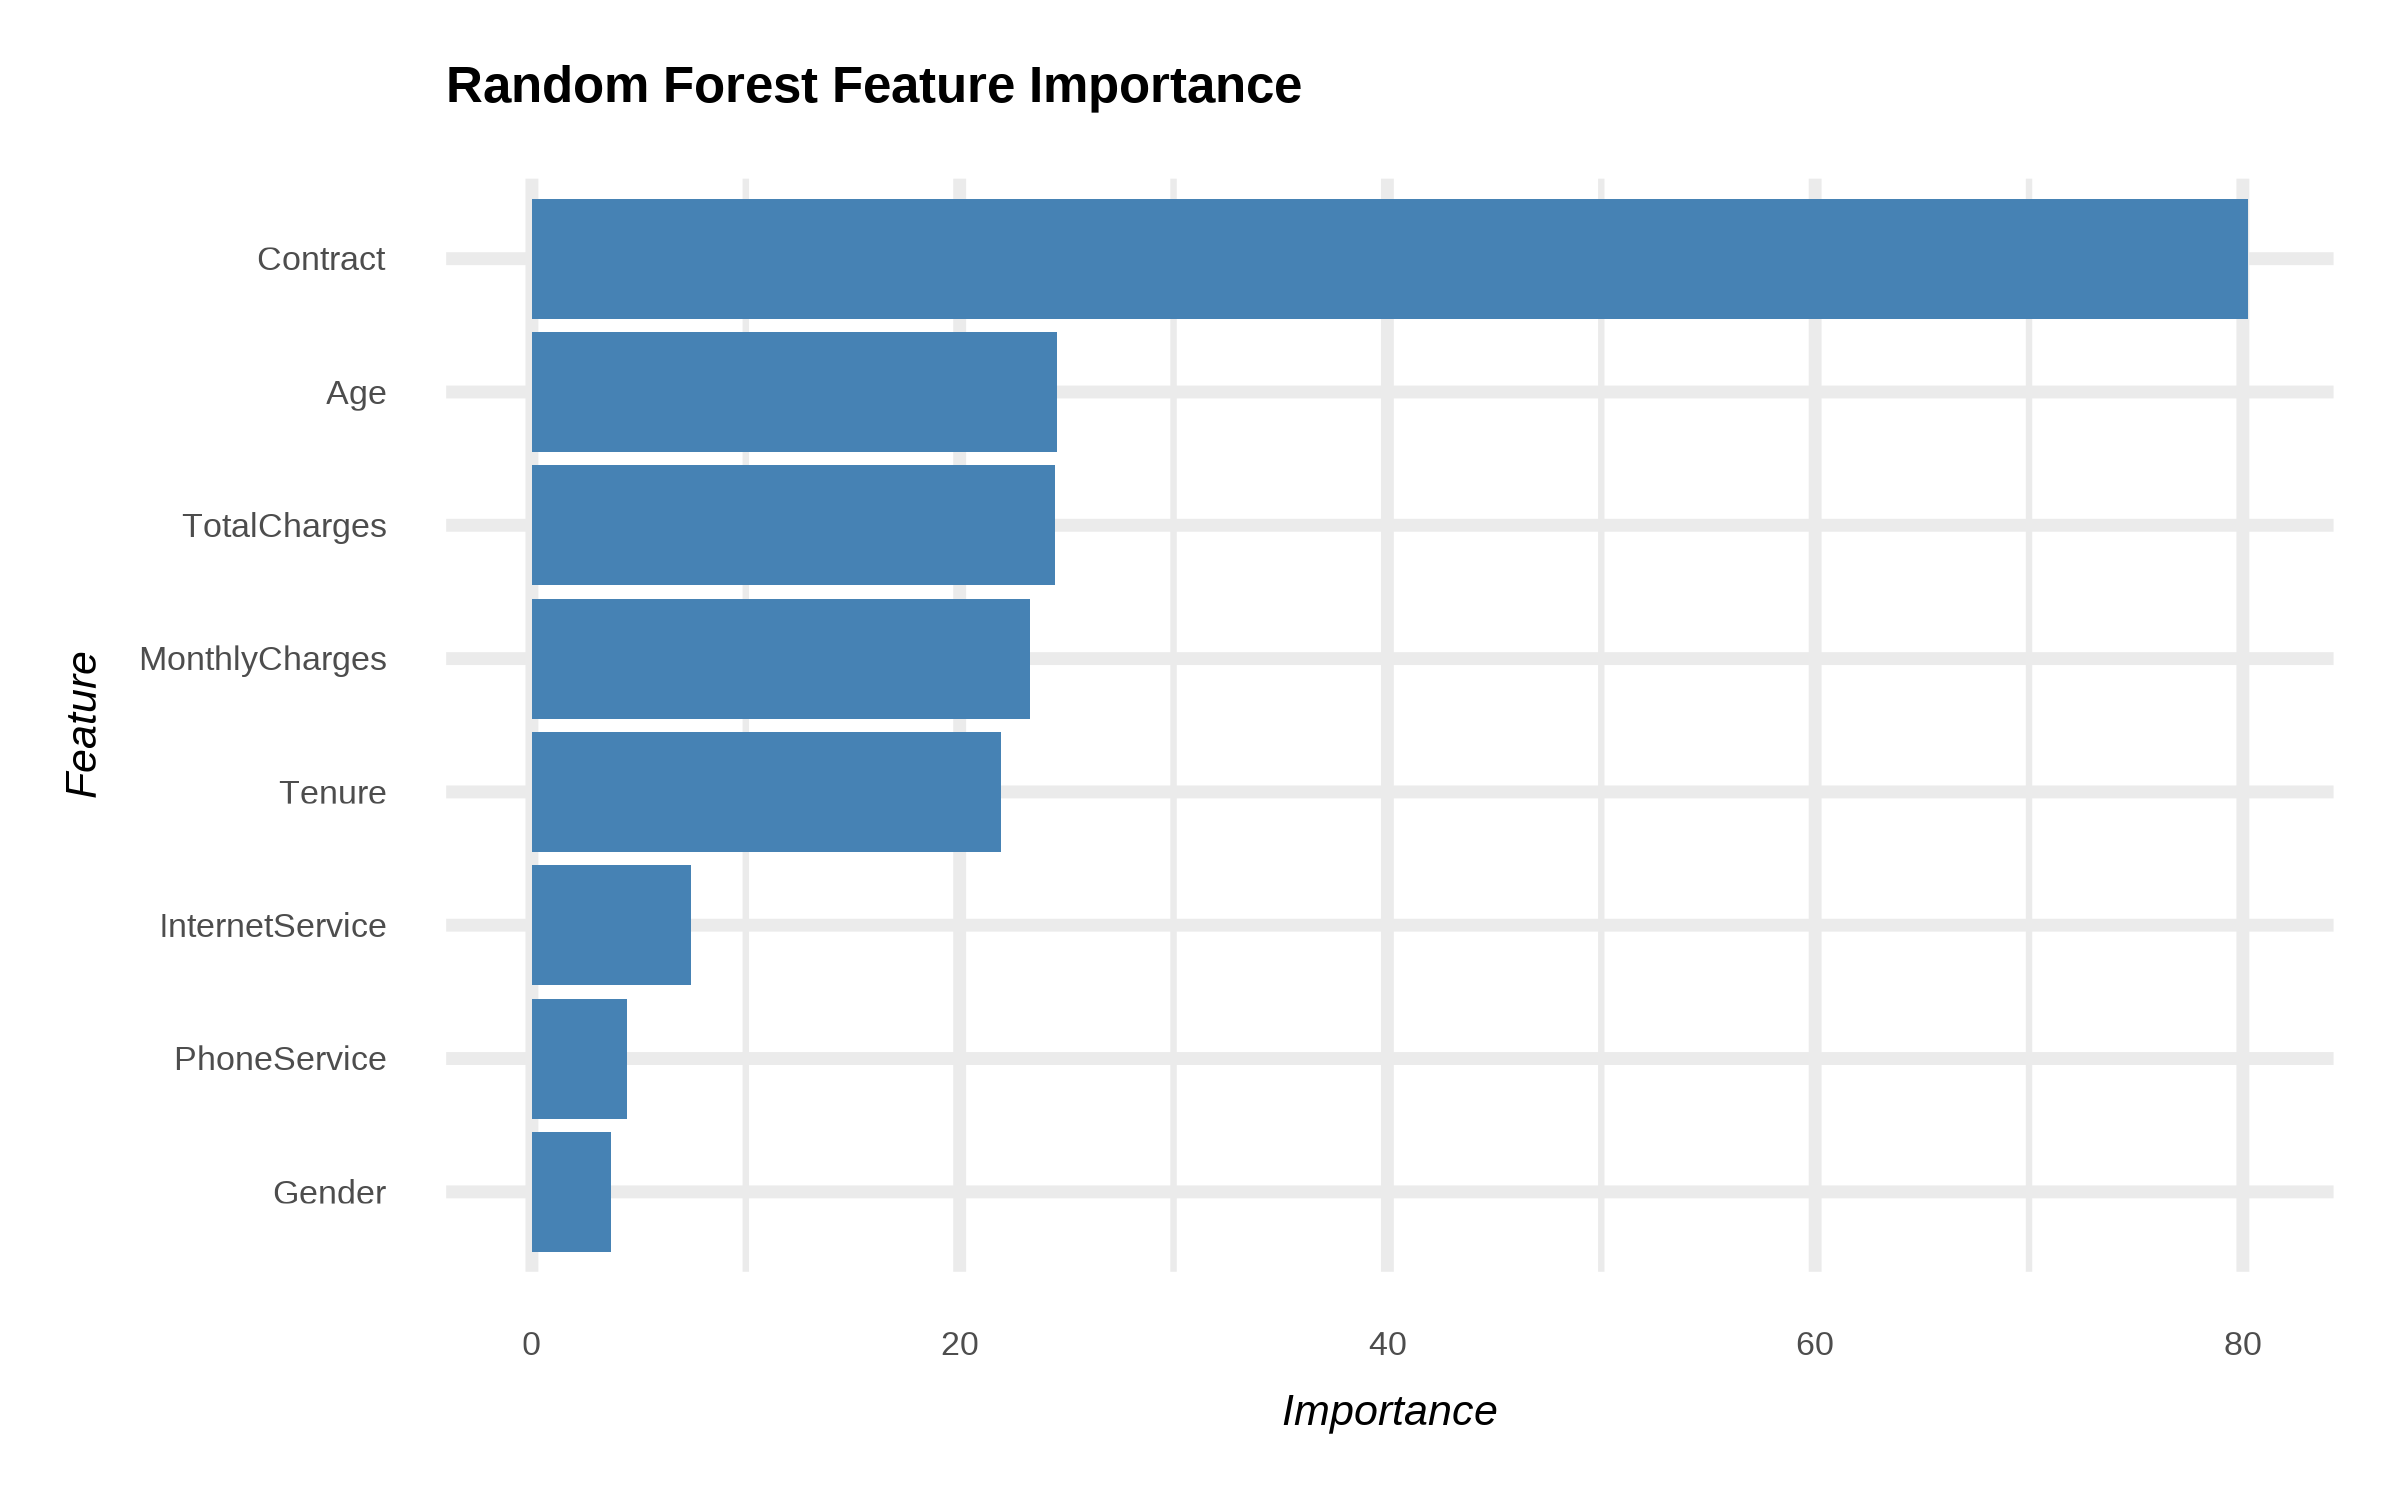 Random Forest Feature Importance
Feature
Contract
Age
TotalCharges
MonthlyCharges
Tenure
InternetService
PhoneService
Gender
0 20 40 60 80
Importance